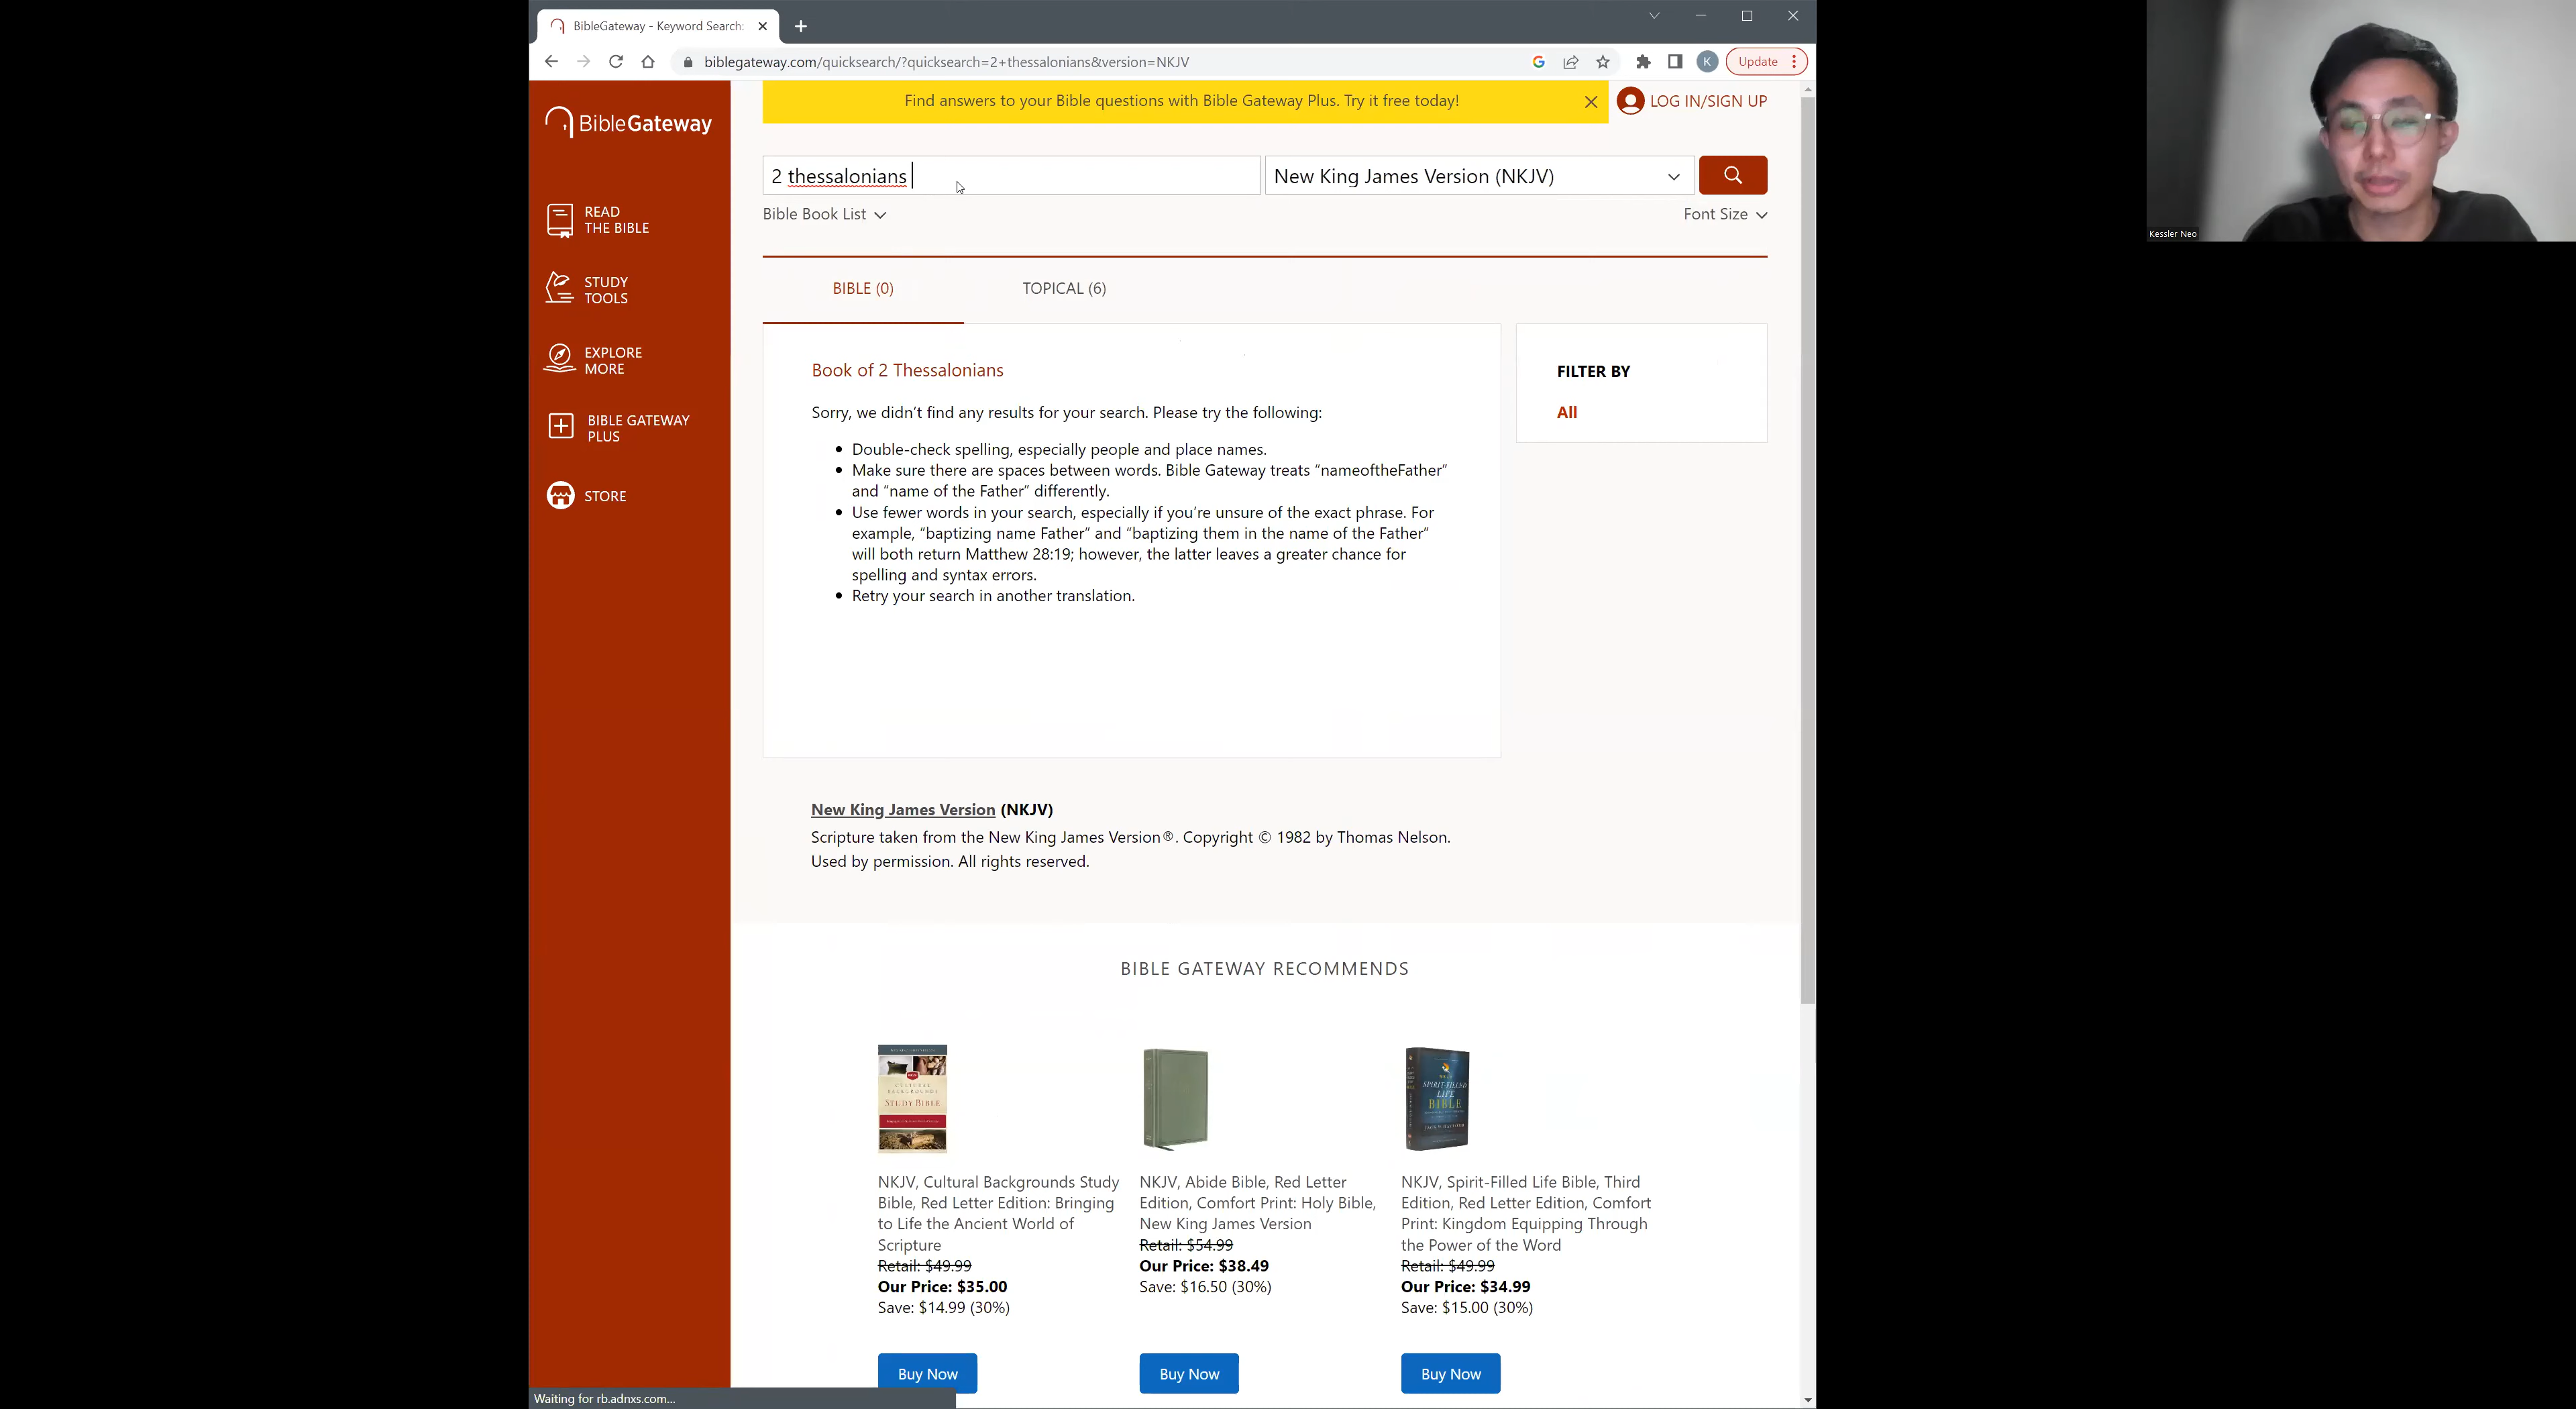 BibleGateway - Keyword Search:
biblegateway.com/quicksearch/?quicksearch=2+thessalonians&version=NKJV
K
Update
BibleGateway
Find answers to your Bible questions with Bible Gateway Plus. Try it free today!
LOG IN/SIGN UP
2 thessalonians
New King James Version (NKJV)
Bible Book List
Font Size
READ
THE BIBLE
STUDY
TOOLS
EXPLORE
MORE
BIBLE GATEWAY
PLUS
STORE
BIBLE (0)
TOPICAL (6)
Book of 2 Thessalonians
Sorry, we didn’t find any results for your search. Please try the following:
Double-check spelling, especially people and place names.
Make sure there are spaces between words. Bible Gateway treats “nameoftheFather”
and “name of the Father” differently.
Use fewer words in your search, especially if you’re unsure of the exact phrase. For
example, “baptizing name Father” and “baptizing them in the name of the Father”
will both return Matthew 28:19; however, the latter leaves a greater chance for
spelling and syntax errors.
Retry your search in another translation.
FILTER BY
All
New King James Version (NKJV)
Scripture taken from the New King James Version®. Copyright © 1982 by Thomas Nelson.
Used by permission. All rights reserved.
BIBLE GATEWAY RECOMMENDS
CULTURAL
BACKGROUNDS
STUDY BIBLE
NKJV, Cultural Backgrounds Study
Bible, Red Letter Edition: Bringing
to Life the Ancient World of
Scripture
Retail: $49.99
Our Price: $35.00
Save: $14.99 (30%)
Buy Now
NKJV, Abide Bible, Red Letter
Edition, Comfort Print: Holy Bible,
New King James Version
Retail: $54.99
Our Price: $38.49
Save: $16.50 (30%)
Buy Now
SPIRIT-FILLED
LIFE
BIBLE
NKJV, Spirit-Filled Life Bible, Third
Edition, Red Letter Edition, Comfort
Print: Kingdom Equipping Through
the Power of the Word
Retail: $49.99
Our Price: $34.99
Save: $15.00 (30%)
Buy Now
Waiting for rb.adnxs.com...
Kessler Neo